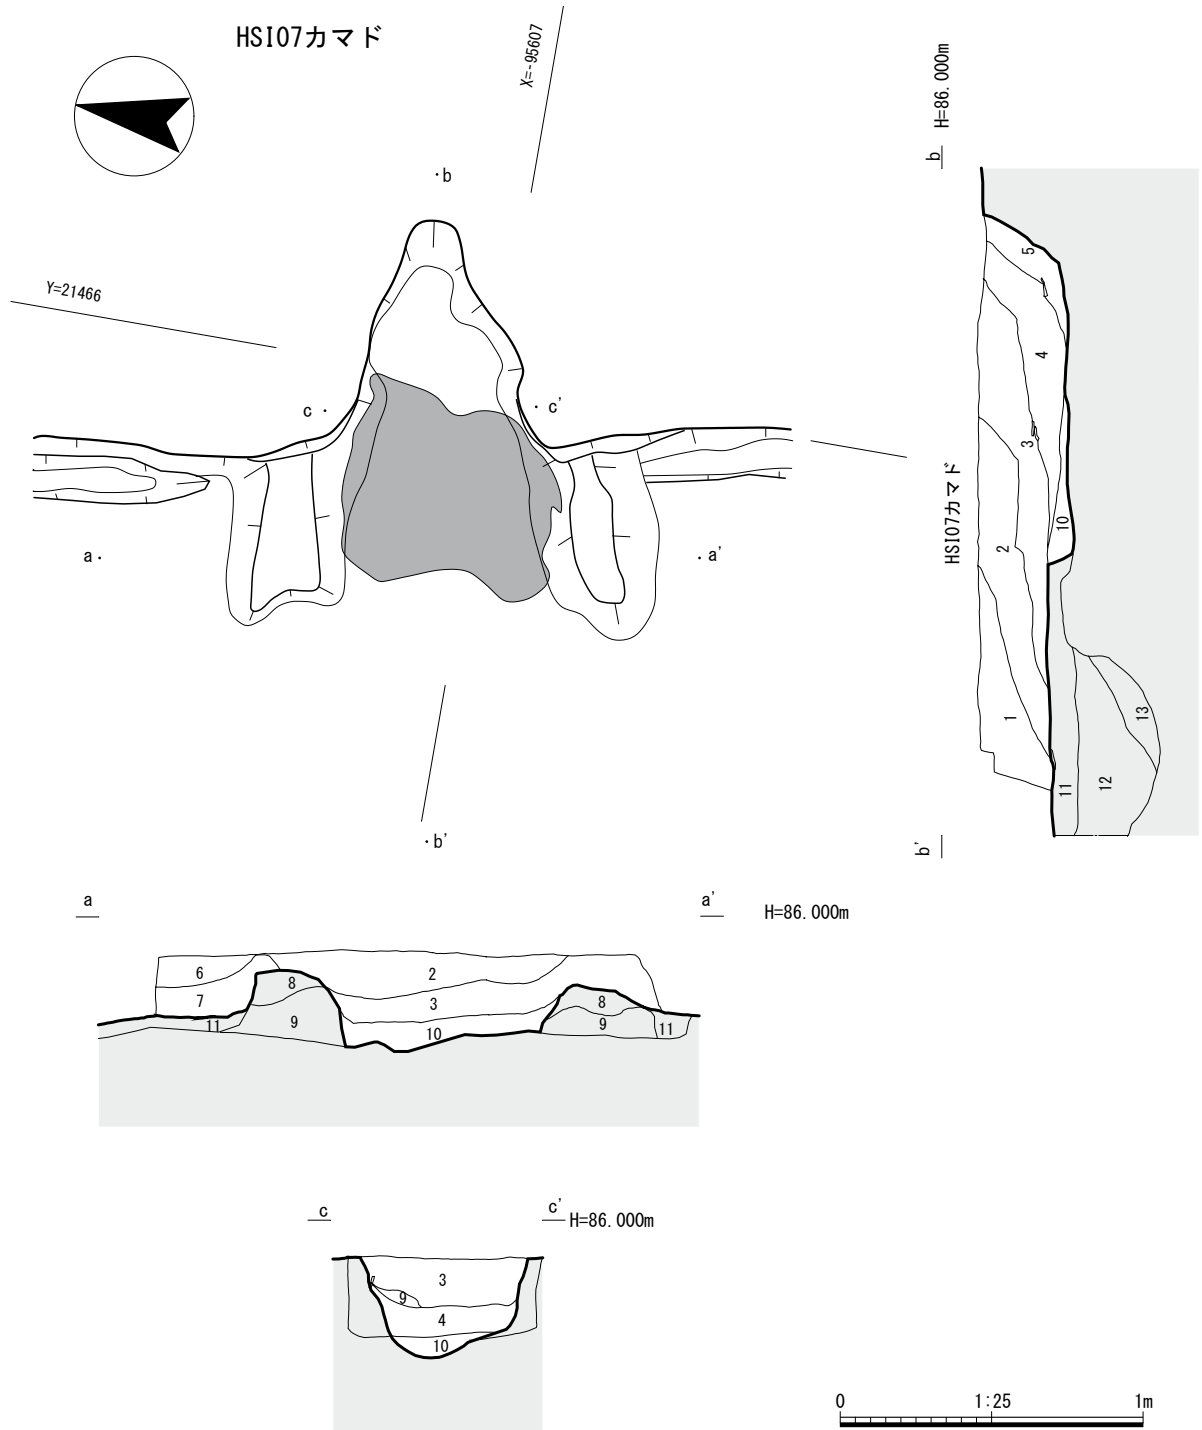 HSI07カマド
X=-95607
H=86.000m
b
·b
Y=21466
c ·
· c'
a ·
· a'
·b'
HSI07カマド
5
4
3
10
2
1
13
12
11
b'
a
a'
H=86.000m
6
2
8
7
3
8
11
9
10
9
11
c
c'
H=86.000m
3
9
4
10
0
1:25
1m